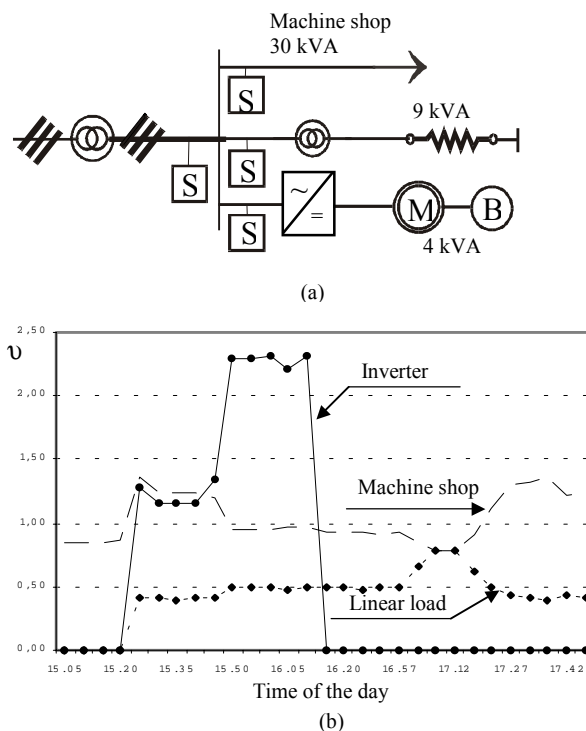 Machine shop
30 kVA
S
9 kVA
S
S
~
=
M
B
S
4 kVA
(a)
2,50
υ
Inverter
2,00
1,50
Machine shop
1,00
0,50
Linear load
0,00
15.05 15.20 15.35 15.50 16.05 16.20 16.57 17.12 17.27 17.42
Time of the day
(b)